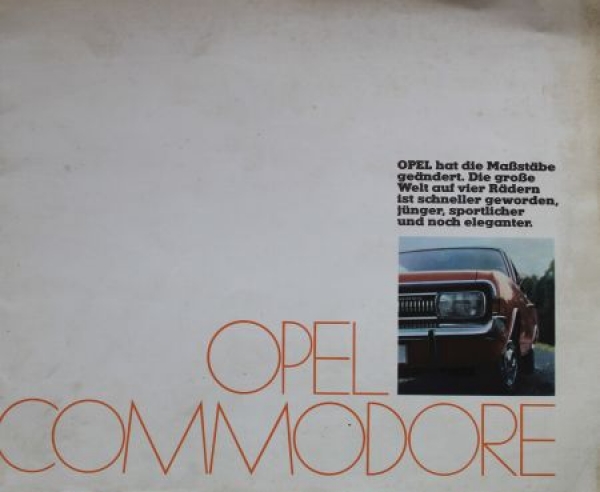 OPEL hat die Maßstäbe
geändert. Die große
Welt auf vier Rädern
ist schneller geworden,
jünger, sportlicher
und noch eleganter.
OPEL
COMMODORE